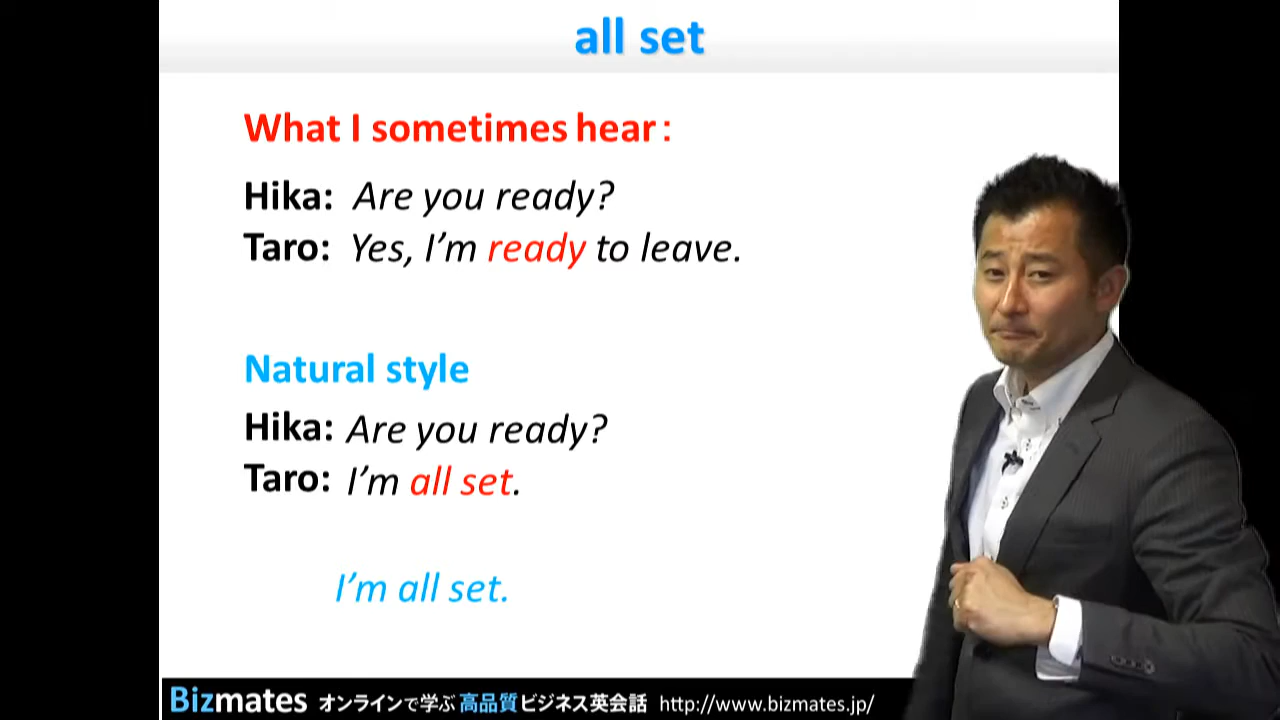 all set
What I sometimes hear:
Hika: Are you ready?
Taro: Yes, I'm ready to leave.
Natural style
Hika: Are you ready?
Taro: I'm all set.
I'm all set.
Bizmates オンラインで学ぶ 高品質 ビジネス英会話 http://www.bizmates.jp/